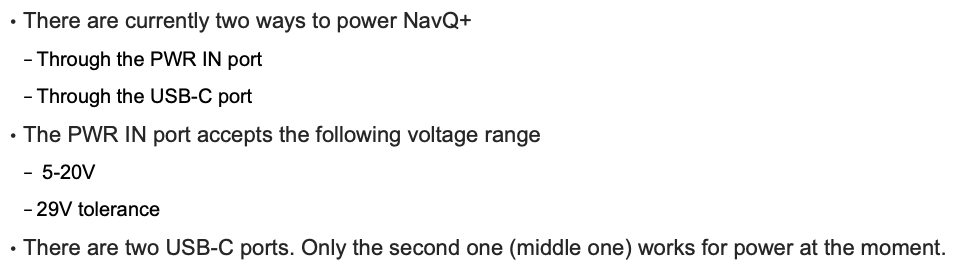 • There are currently two ways to power NavQ+
– Through the PWR IN port
– Through the USB-C port
• The PWR IN port accepts the following voltage range
– 5-20V
– 29V tolerance
• There are two USB-C ports. Only the second one (middle one) works for power at the moment.